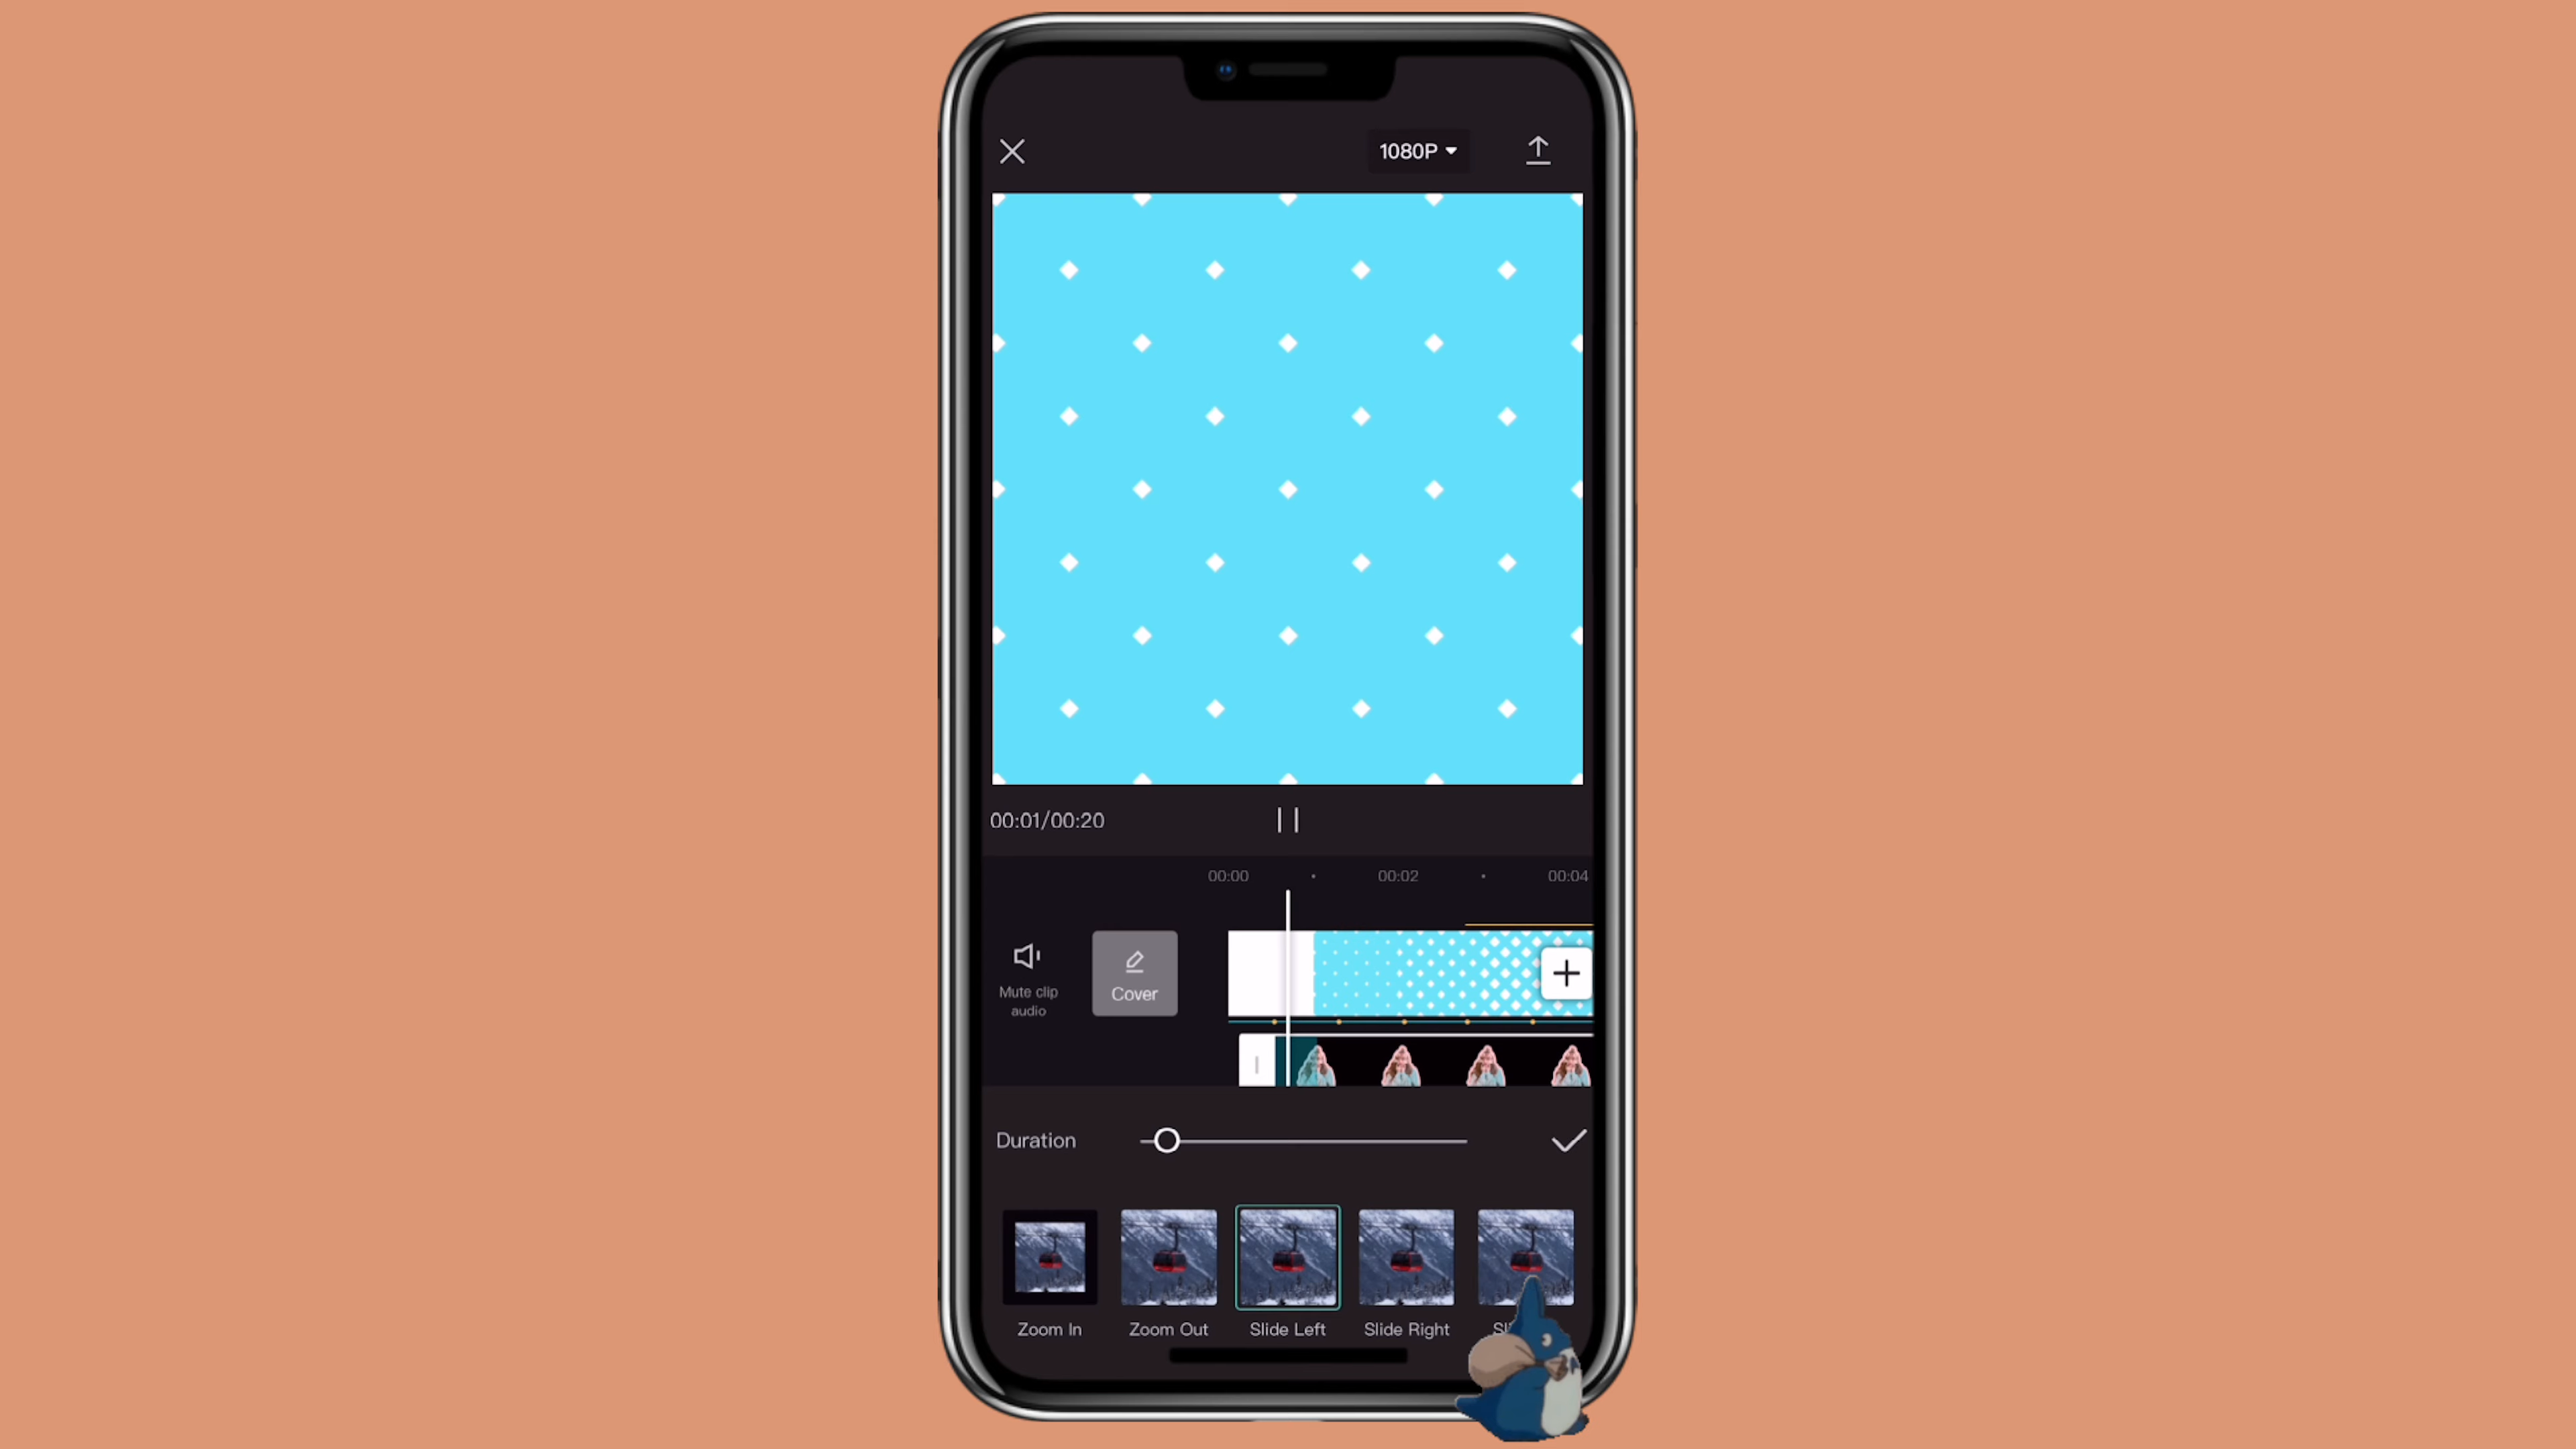 1080P
00:01/00:20
00:00
00:02
00:04
Mute clip
audio
Cover
Duration
Zoom In
Zoom Out
Slide Left
Slide Right